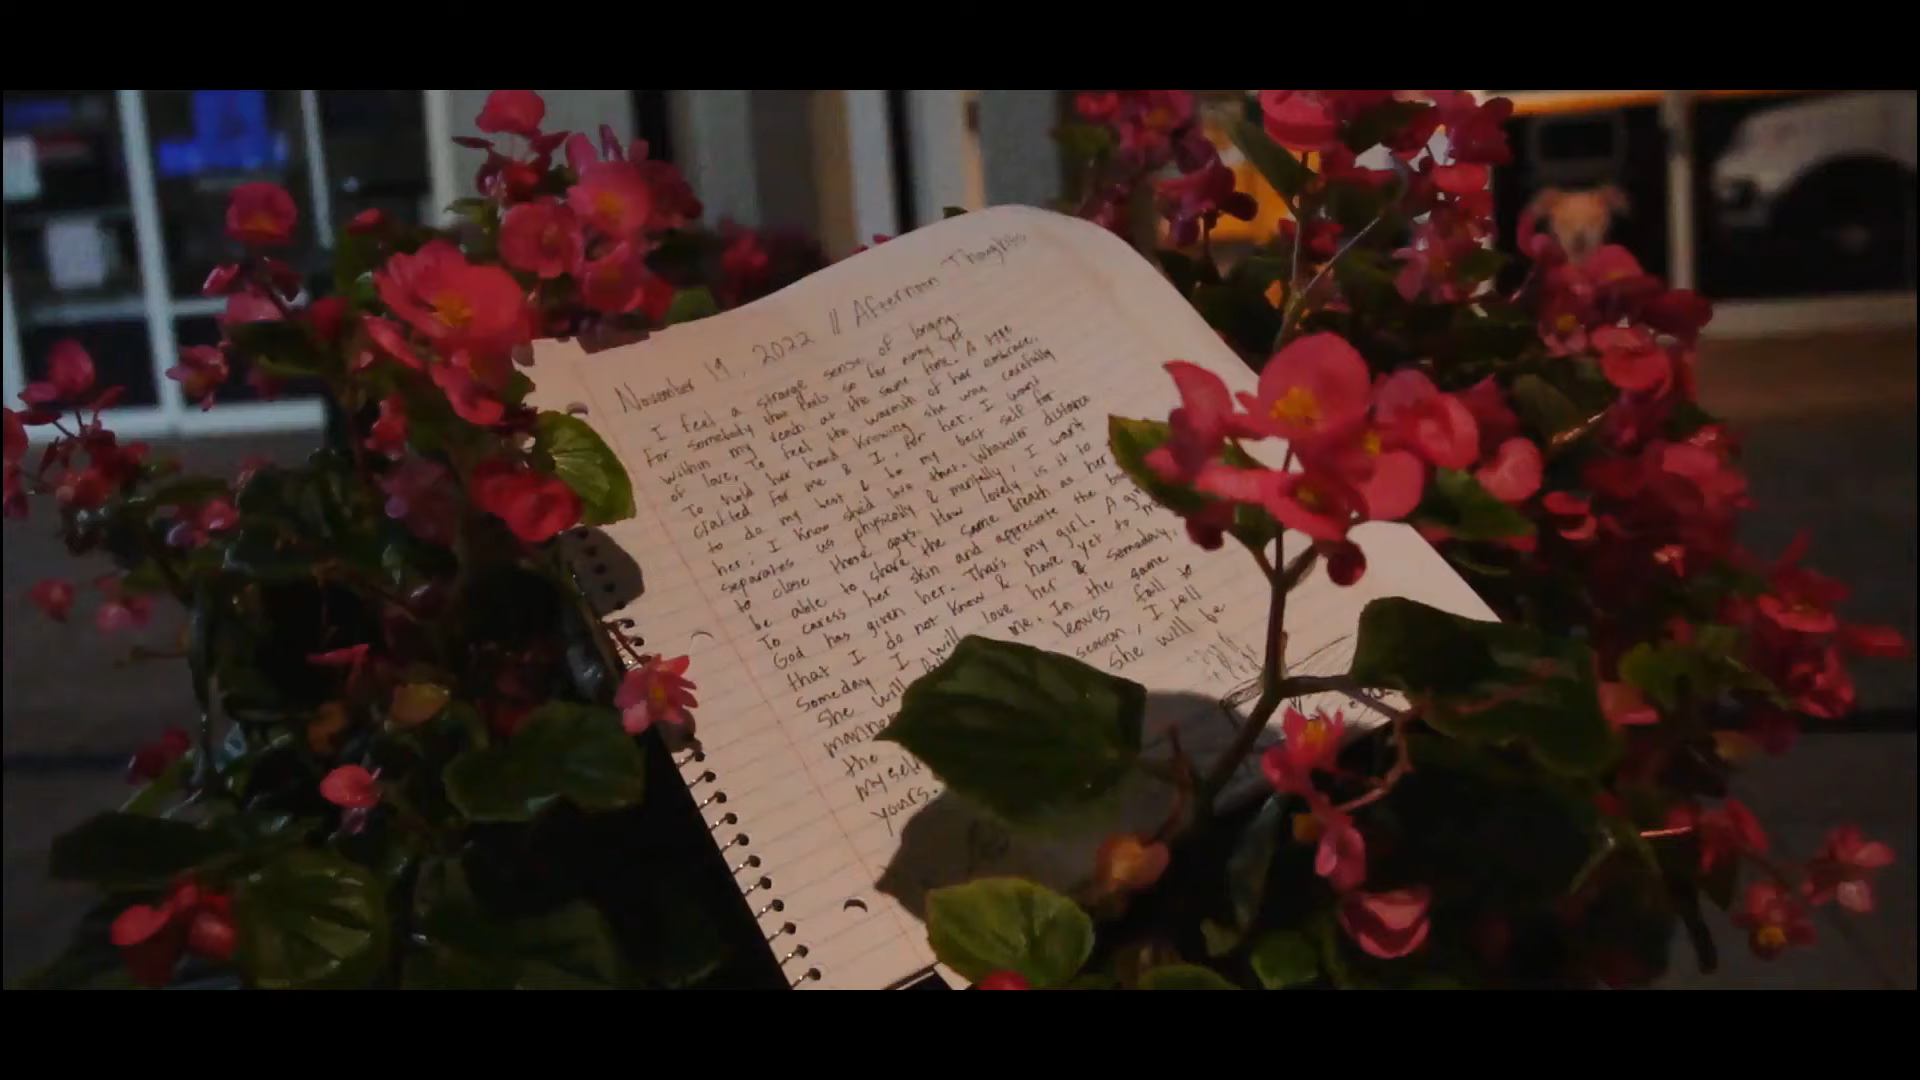 November 19, 2022 // Afternoon Thoughts
I feel a strange sense of longing
for somebody that feels so far away yet
within my reach at the same time. A type
of love, To feel the warmth of her embrace.
To hold her hand knowing she was carefully
crafted for me & I, for her. I want
to do my best & be my best self for
her; I know she'd love that. Whatever distance
separates us physically & mentally, I want
to close those gaps. How lovely is it to
be able to share the same breath as her
To caress her skin and appreciate the
God has given her. That's my girl. A
that I do not know & have yet to
someday I will love her & someday,
She will me. In the same
manner leaves fall to
the season, I tell
myself She will be
yours.